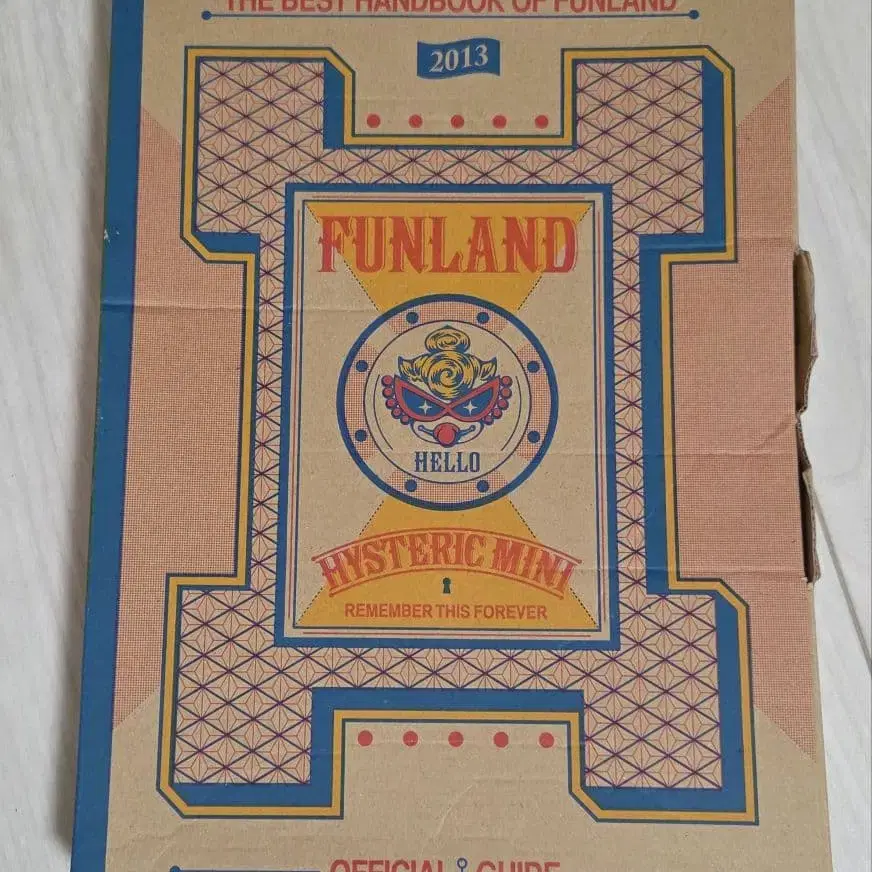 THE BEST HANDBOOK OF FUNLAND
2013
FUNLAND
HELLO
HYSTERIC MINI
REMEMBER THIS FOREVER
OFFICIAL GUIDE